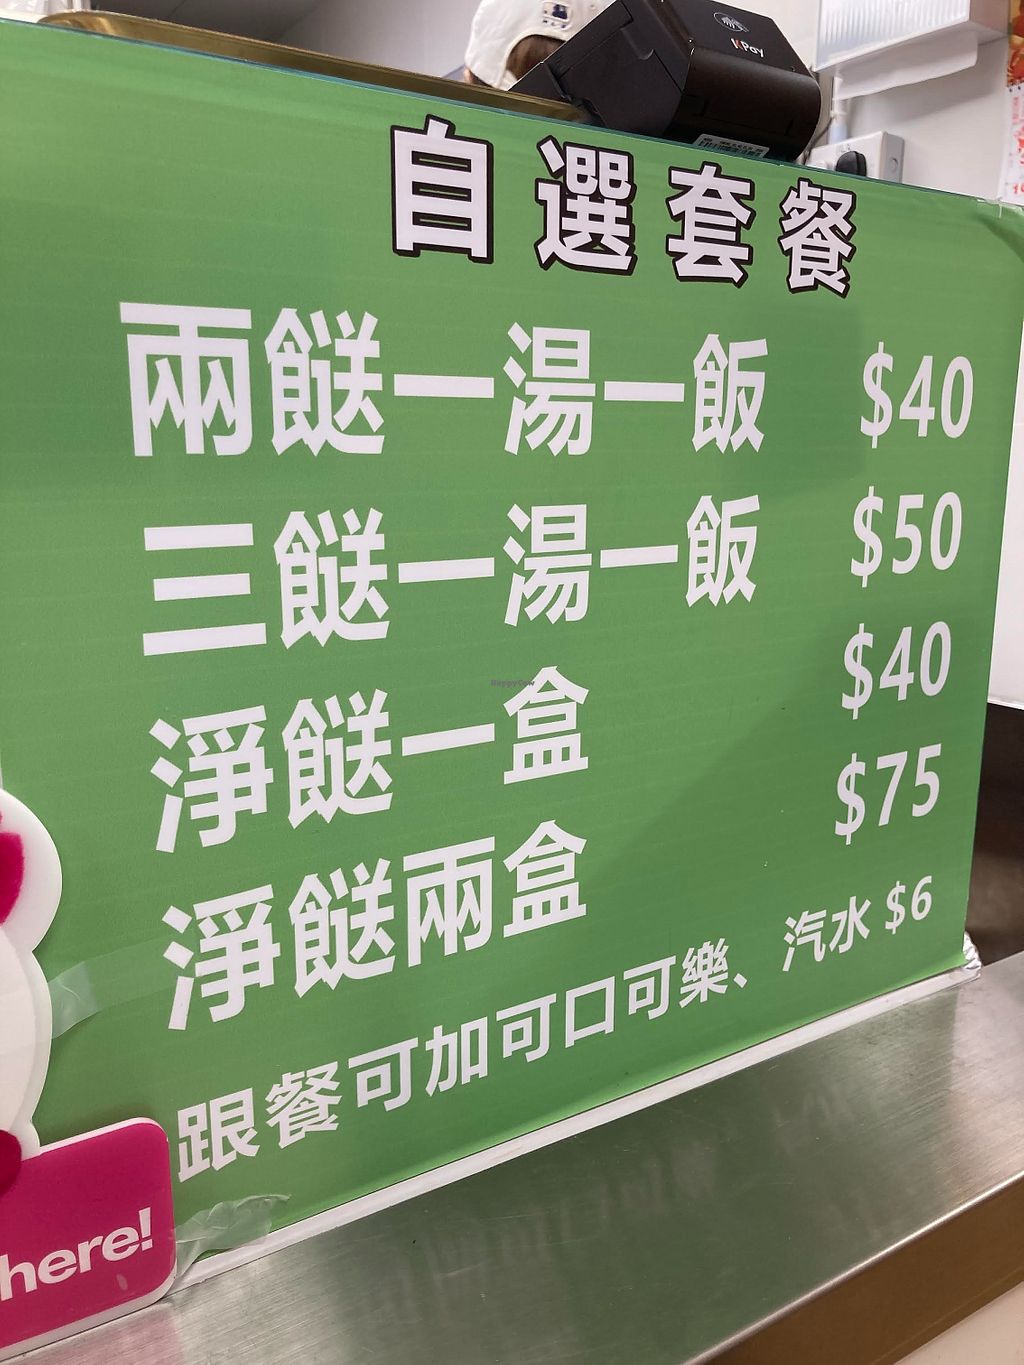 KPay
自選套餐
兩餸一湯一飯 $40
三餸一湯一飯 $50
淨餸一盒 $40
淨餸兩盒 $75
跟餐可加可口可樂、汽水 $6
HappyCow
here!